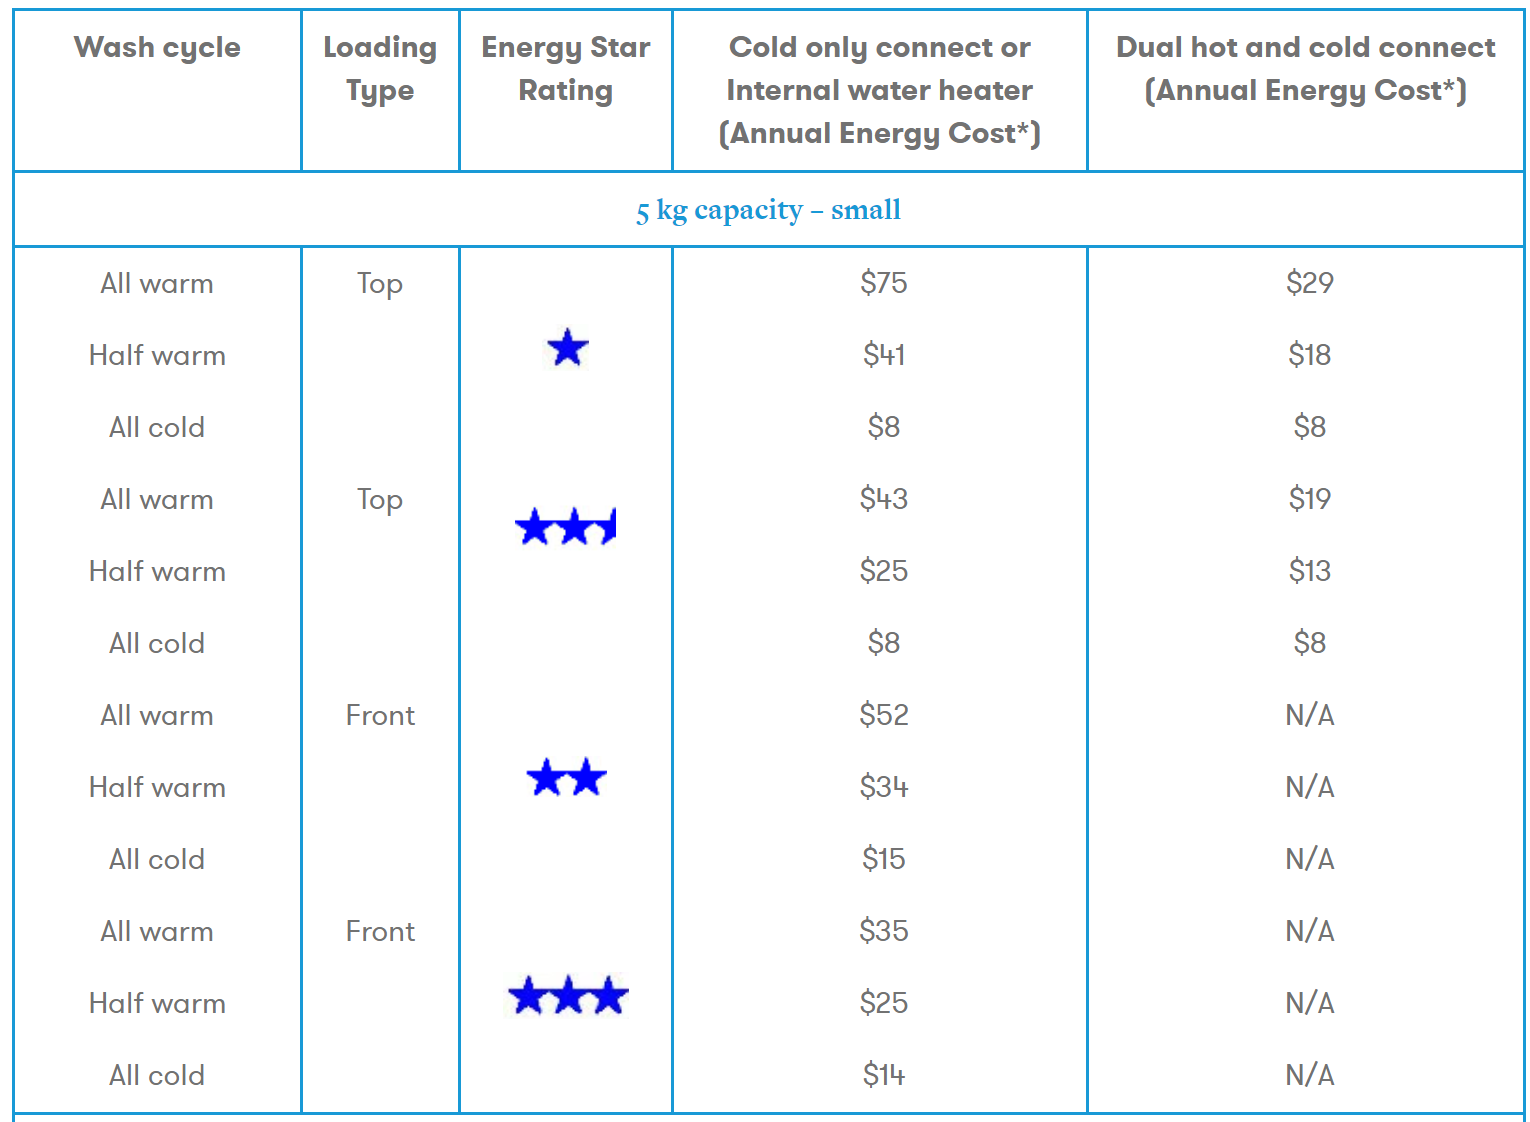 Wash cycle
Loading Type
Energy Star Rating
Cold only connect or Internal water heater (Annual Energy Cost*)
Dual hot and cold connect (Annual Energy Cost*)
5 kg capacity – small
All warm Top $75 $29
Half warm $41 $18
All cold $8 $8
All warm Top $43 $19
Half warm $25 $13
All cold $8 $8
All warm Front $52 N/A
Half warm $34 N/A
All cold $15 N/A
All warm Front $35 N/A
Half warm $25 N/A
All cold $14 N/A